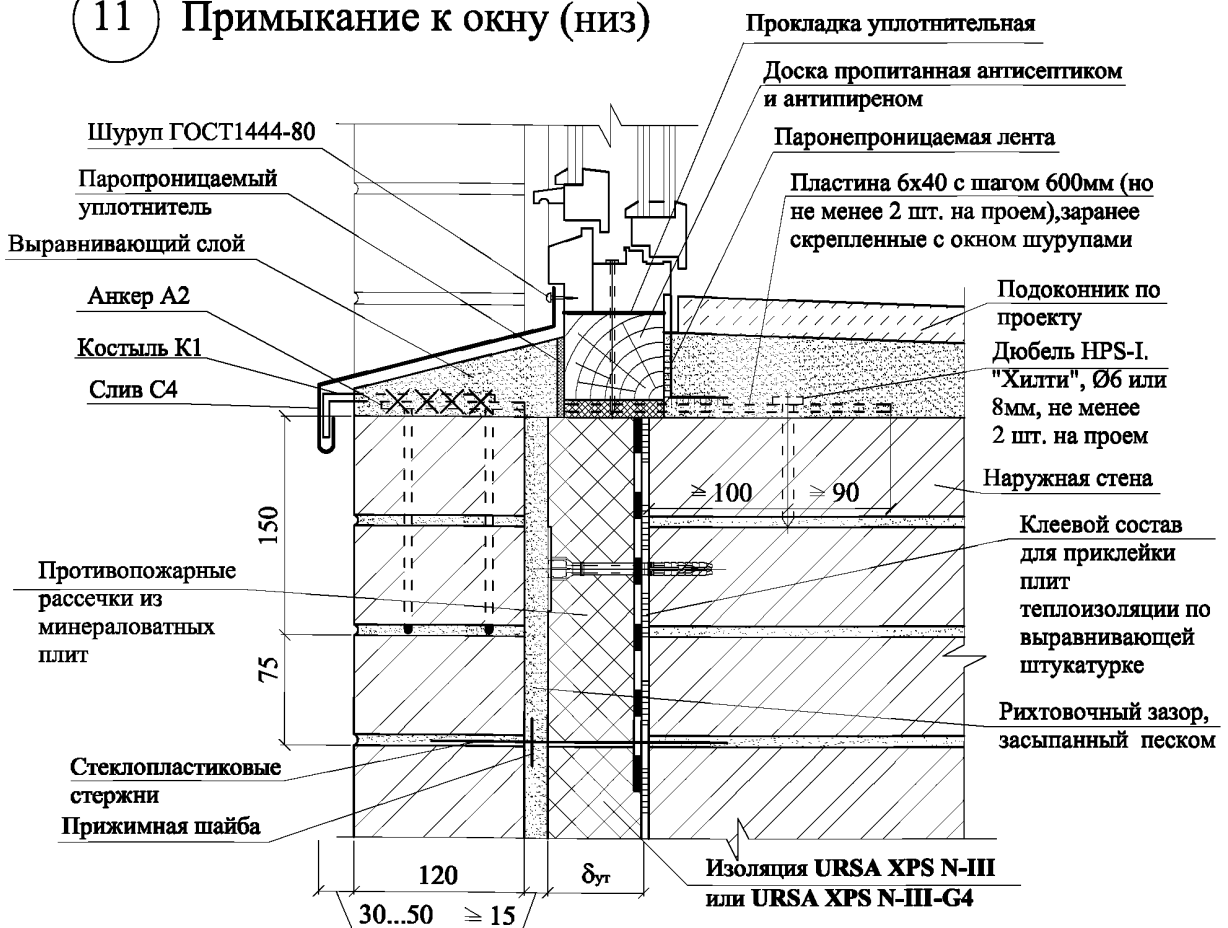 11 Примыкание к окну (низ)
Шуруп ГОСТ1444-80
Паропроницаемый
уплотнитель
Выравнивающий слой
Анкер А2
Костыль К1
Слив С4
150
Противопожарные
рассечки из
минераловатных
плит
75
Стеклопластиковые
стержни
Прижимная шайба
120
δут
30...50
≥ 15
Прокладка уплотнительная
Доска пропитанная антисептиком
и антипиреном
Паронепроницаемая лента
Пластина 6х40 с шагом 600мм (но
не менее 2 шт. на проем),заранее
скрепленные с окном шурупами
Подоконник по
проекту
Дюбель HPS-I.
"Хилти", Ø6 или
8мм, не менее
2 шт. на проем
Наружная стена
≥ 100
≥ 90
Клеевой состав
для приклейки
плит
теплоизоляции по
выравнивающей
штукатурке
Рихтовочный зазор,
засыпанный песком
Изоляция URSA XPS N-III
или URSA XPS N-III-G4